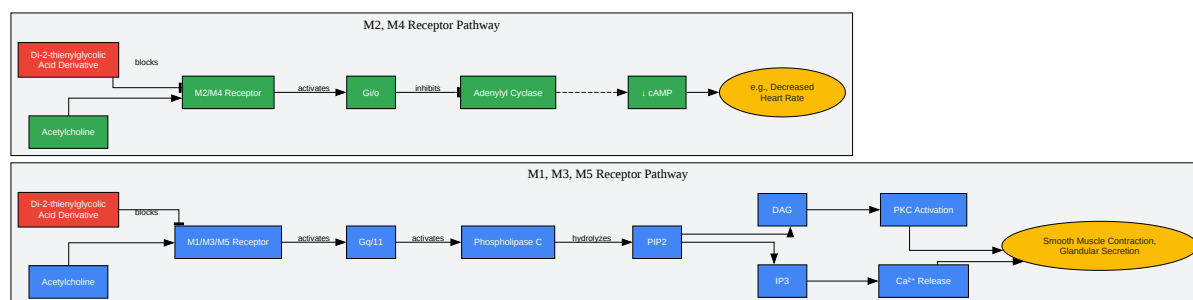 M2, M4 Receptor Pathway
Di-2-thienylglycolic
Acid Derivative
blocks
M2/M4 Receptor
activates
Gi/o
inhibits
Adenylyl Cyclase
↓ cAMP
e.g., Decreased
Heart Rate
Acetylcholine
M1, M3, M5 Receptor Pathway
Di-2-thienylglycolic
Acid Derivative
blocks
DAG
PKC Activation
M1/M3/M5 Receptor
activates
Gq/11
activates
Phospholipase C
hydrolyzes
PIP2
Smooth Muscle Contraction,
Glandular Secretion
Acetylcholine
IP3
Ca²⁺ Release